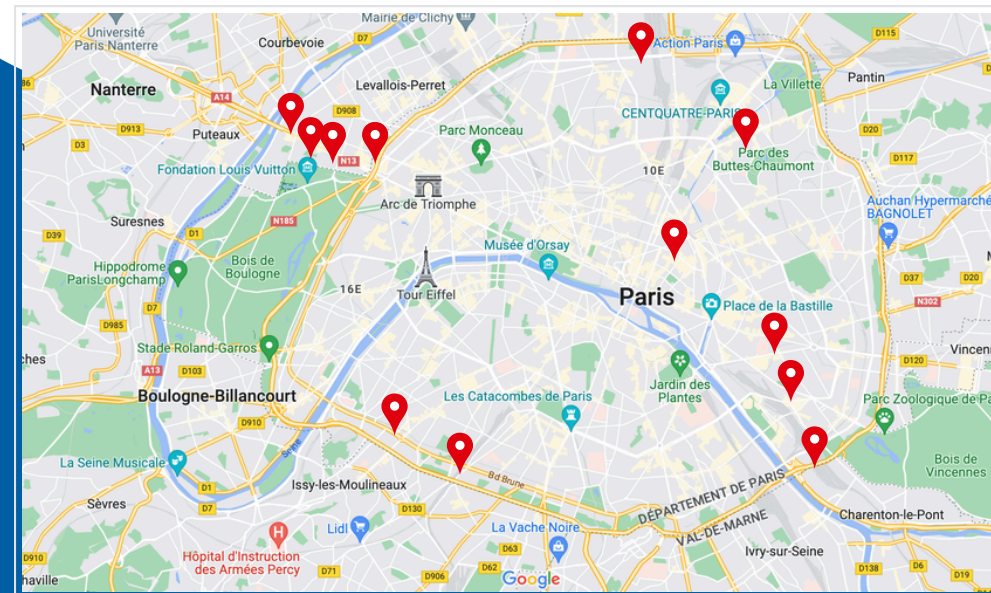 Mairie de Clichy
Université
Paris Nanterre
Courbevoie
D7
D115
Action Paris
86
Nanterre
A14
Levallois-Perret
La Villette
Pantin
D908
CENTQUATRE-PARIS
D913
Puteaux
Parc Monceau
D20
D3
N13
Parc des
Buttes-Chaumont
D117
Fondation Louis Vuitton
10E
Arc de Triomphe
Auchan Hypermarché
BAGNOLET
Suresnes
N185
D39
D1
Musée d'Orsay
Hippodrome
ParisLongchamp
Bois de
Boulogne
D37
D20
16E
Tour Eiffel
Paris
Place de la Bastille
N302
D7
D985
ches
Stade Roland-Garros
Vincen
D120
A13
D103
Jardin des
Plantes
Boulogne-Billancourt
Les Catacombes de Paris
Parc Zoologique de Pa
D910
Seine
La Seine Musicale
Bd Brune
Bois de
Vincennes
Issy-les-Moulineaux
D1
DÉPARTEMENT DE PARIS
VAL-DE-MARNE
Sèvres
D7
D130
Charenton-le-Pont
Lidl
La Vache Noire
Hôpital d'Instruction
des Armées Percy
D63
Ivry-sur-Seine
D910
D62
D71
D906
Google
D138
D6
D19
haville